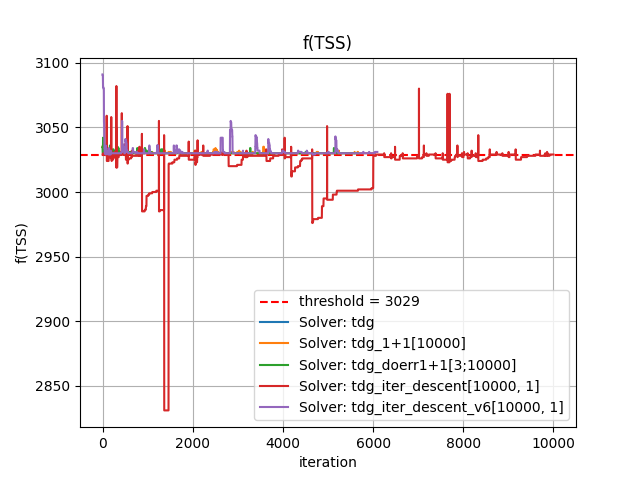 f(TSS)
3100
3050
3000
2950
2900
2850
f(TSS)
threshold = 3029
Solver: tdg
Solver: tdg_1+1[10000]
Solver: tdg_doerr1+1[3;10000]
Solver: tdg_iter_descent[10000, 1]
Solver: tdg_iter_descent_v6[10000, 1]
0
2000
4000
6000
8000
10000
iteration